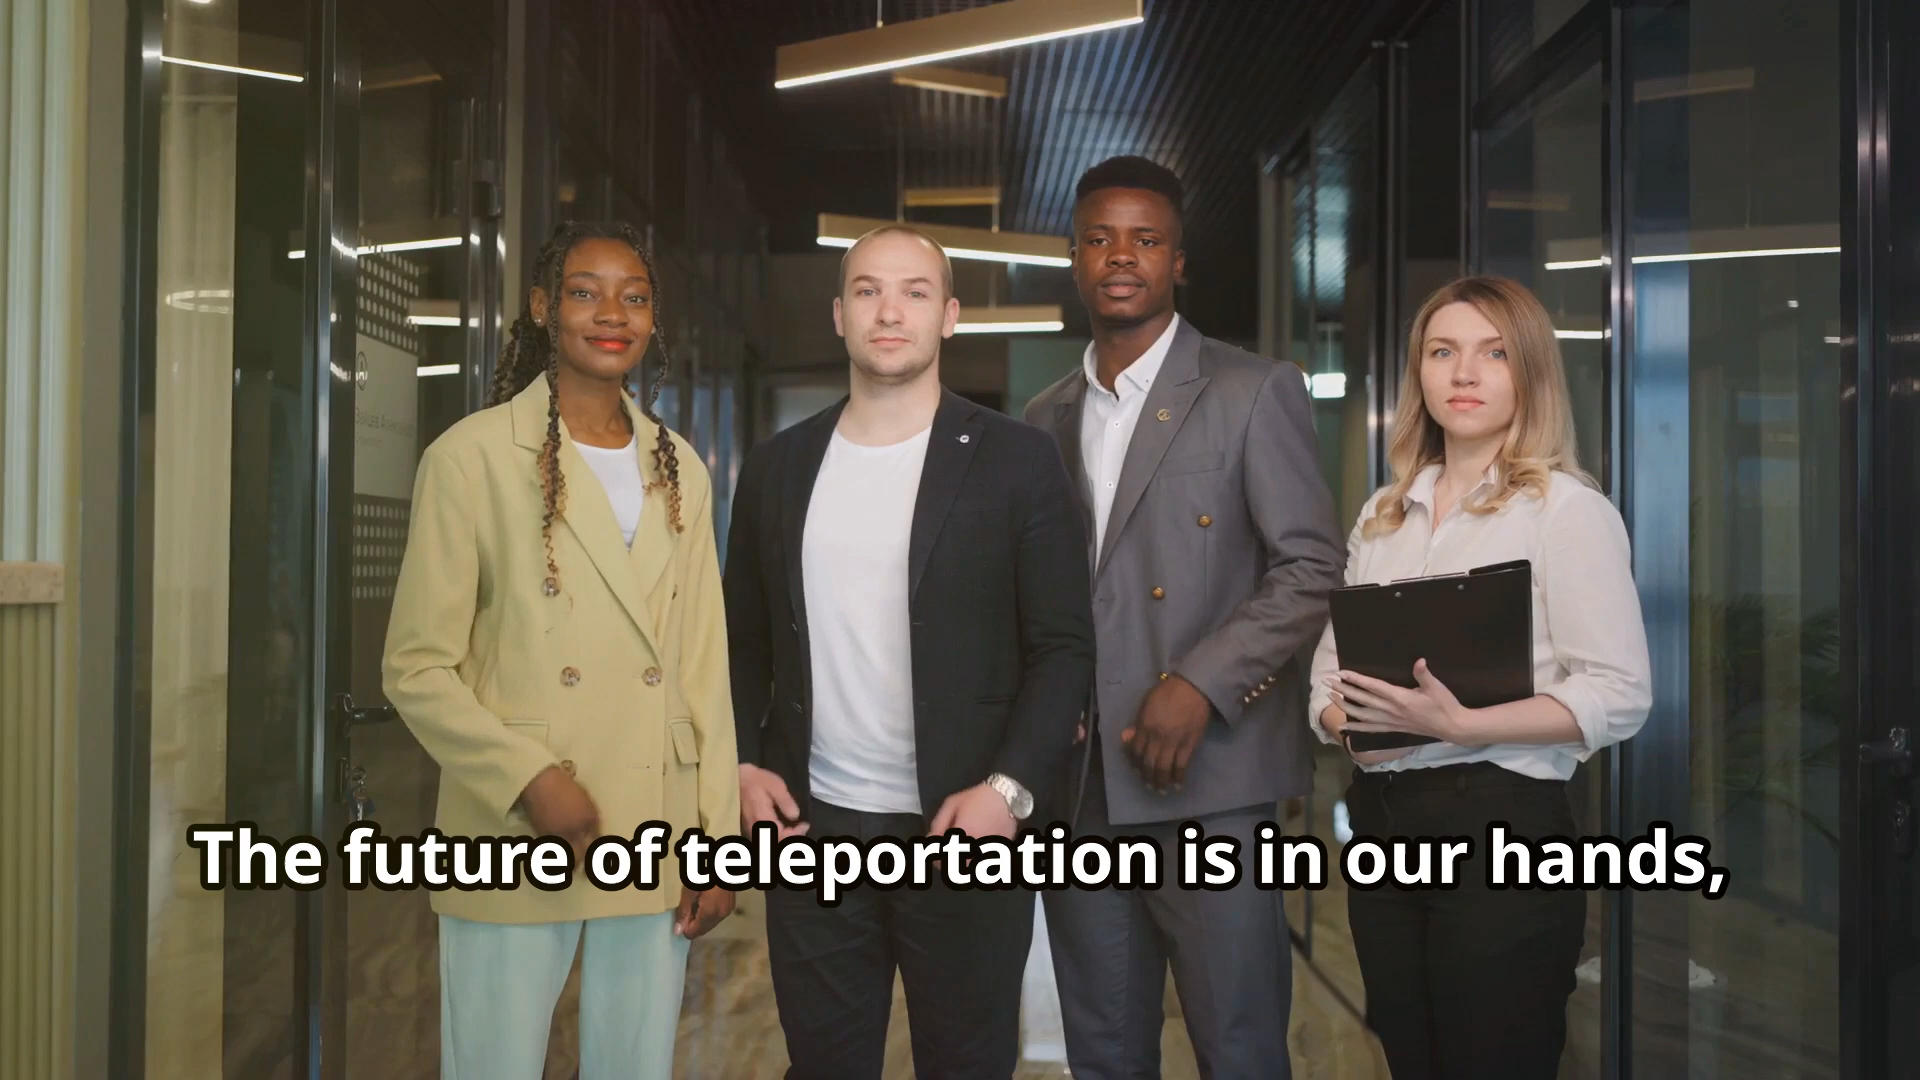 The future of teleportation is in our hands,